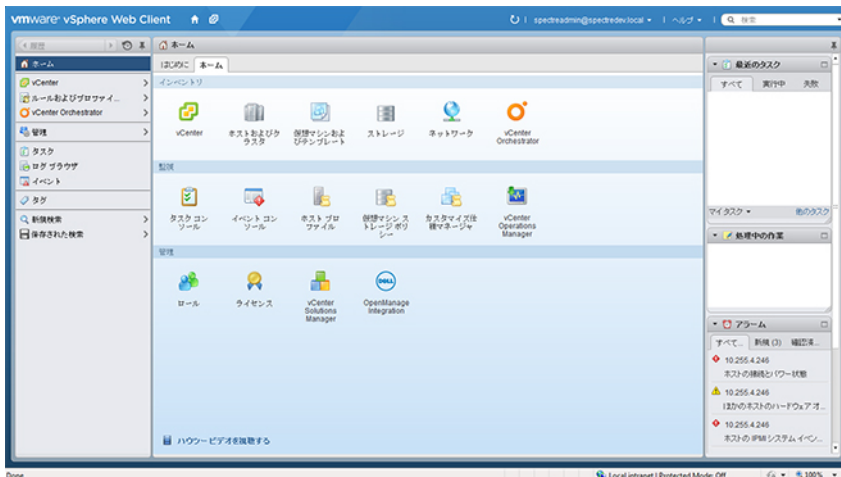 vmware vSphere Web Client
spectreadmin@spectredev.local
ヘルプ
検索
履歴
ホーム
vCenter
ルールおよびプロファイ...
vCenter Orchestrator
管理
タスク
ログ ブラウザ
イベント
タグ
新規検索
保存された検索
ホーム
はじめに
ホーム
インベントリ
vCenter
ホストおよびク
ラスタ
仮想マシンおよ
びテンプレート
ストレージ
ネットワーク
vCenter
Orchestrator
監視
タスク コン
ソール
イベント コン
ソール
ホスト プロ
ファイル
仮想マシン ス
トレージ ポリ
シー
カスタマイズ仕
様マネージャ
vCenter
Operations
Manager
管理
ロール
ライセンス
vCenter
Solutions
Manager
DELL
OpenManage
Integration
ハウツービデオを視聴する
最近のタスク
すべて
実行中
失敗
マイタスク
他のタスク
処理中の作業
アラーム
すべて...
新規 (3)
確認済...
10.255.4.246
ホストの接続とパワー状態
10.255.4.246
ほかのホストのハードウェア オ...
10.255.4.246
ホストの IPMI システム イベン...
Done
Local intranet | Protected Mode: Off
100%